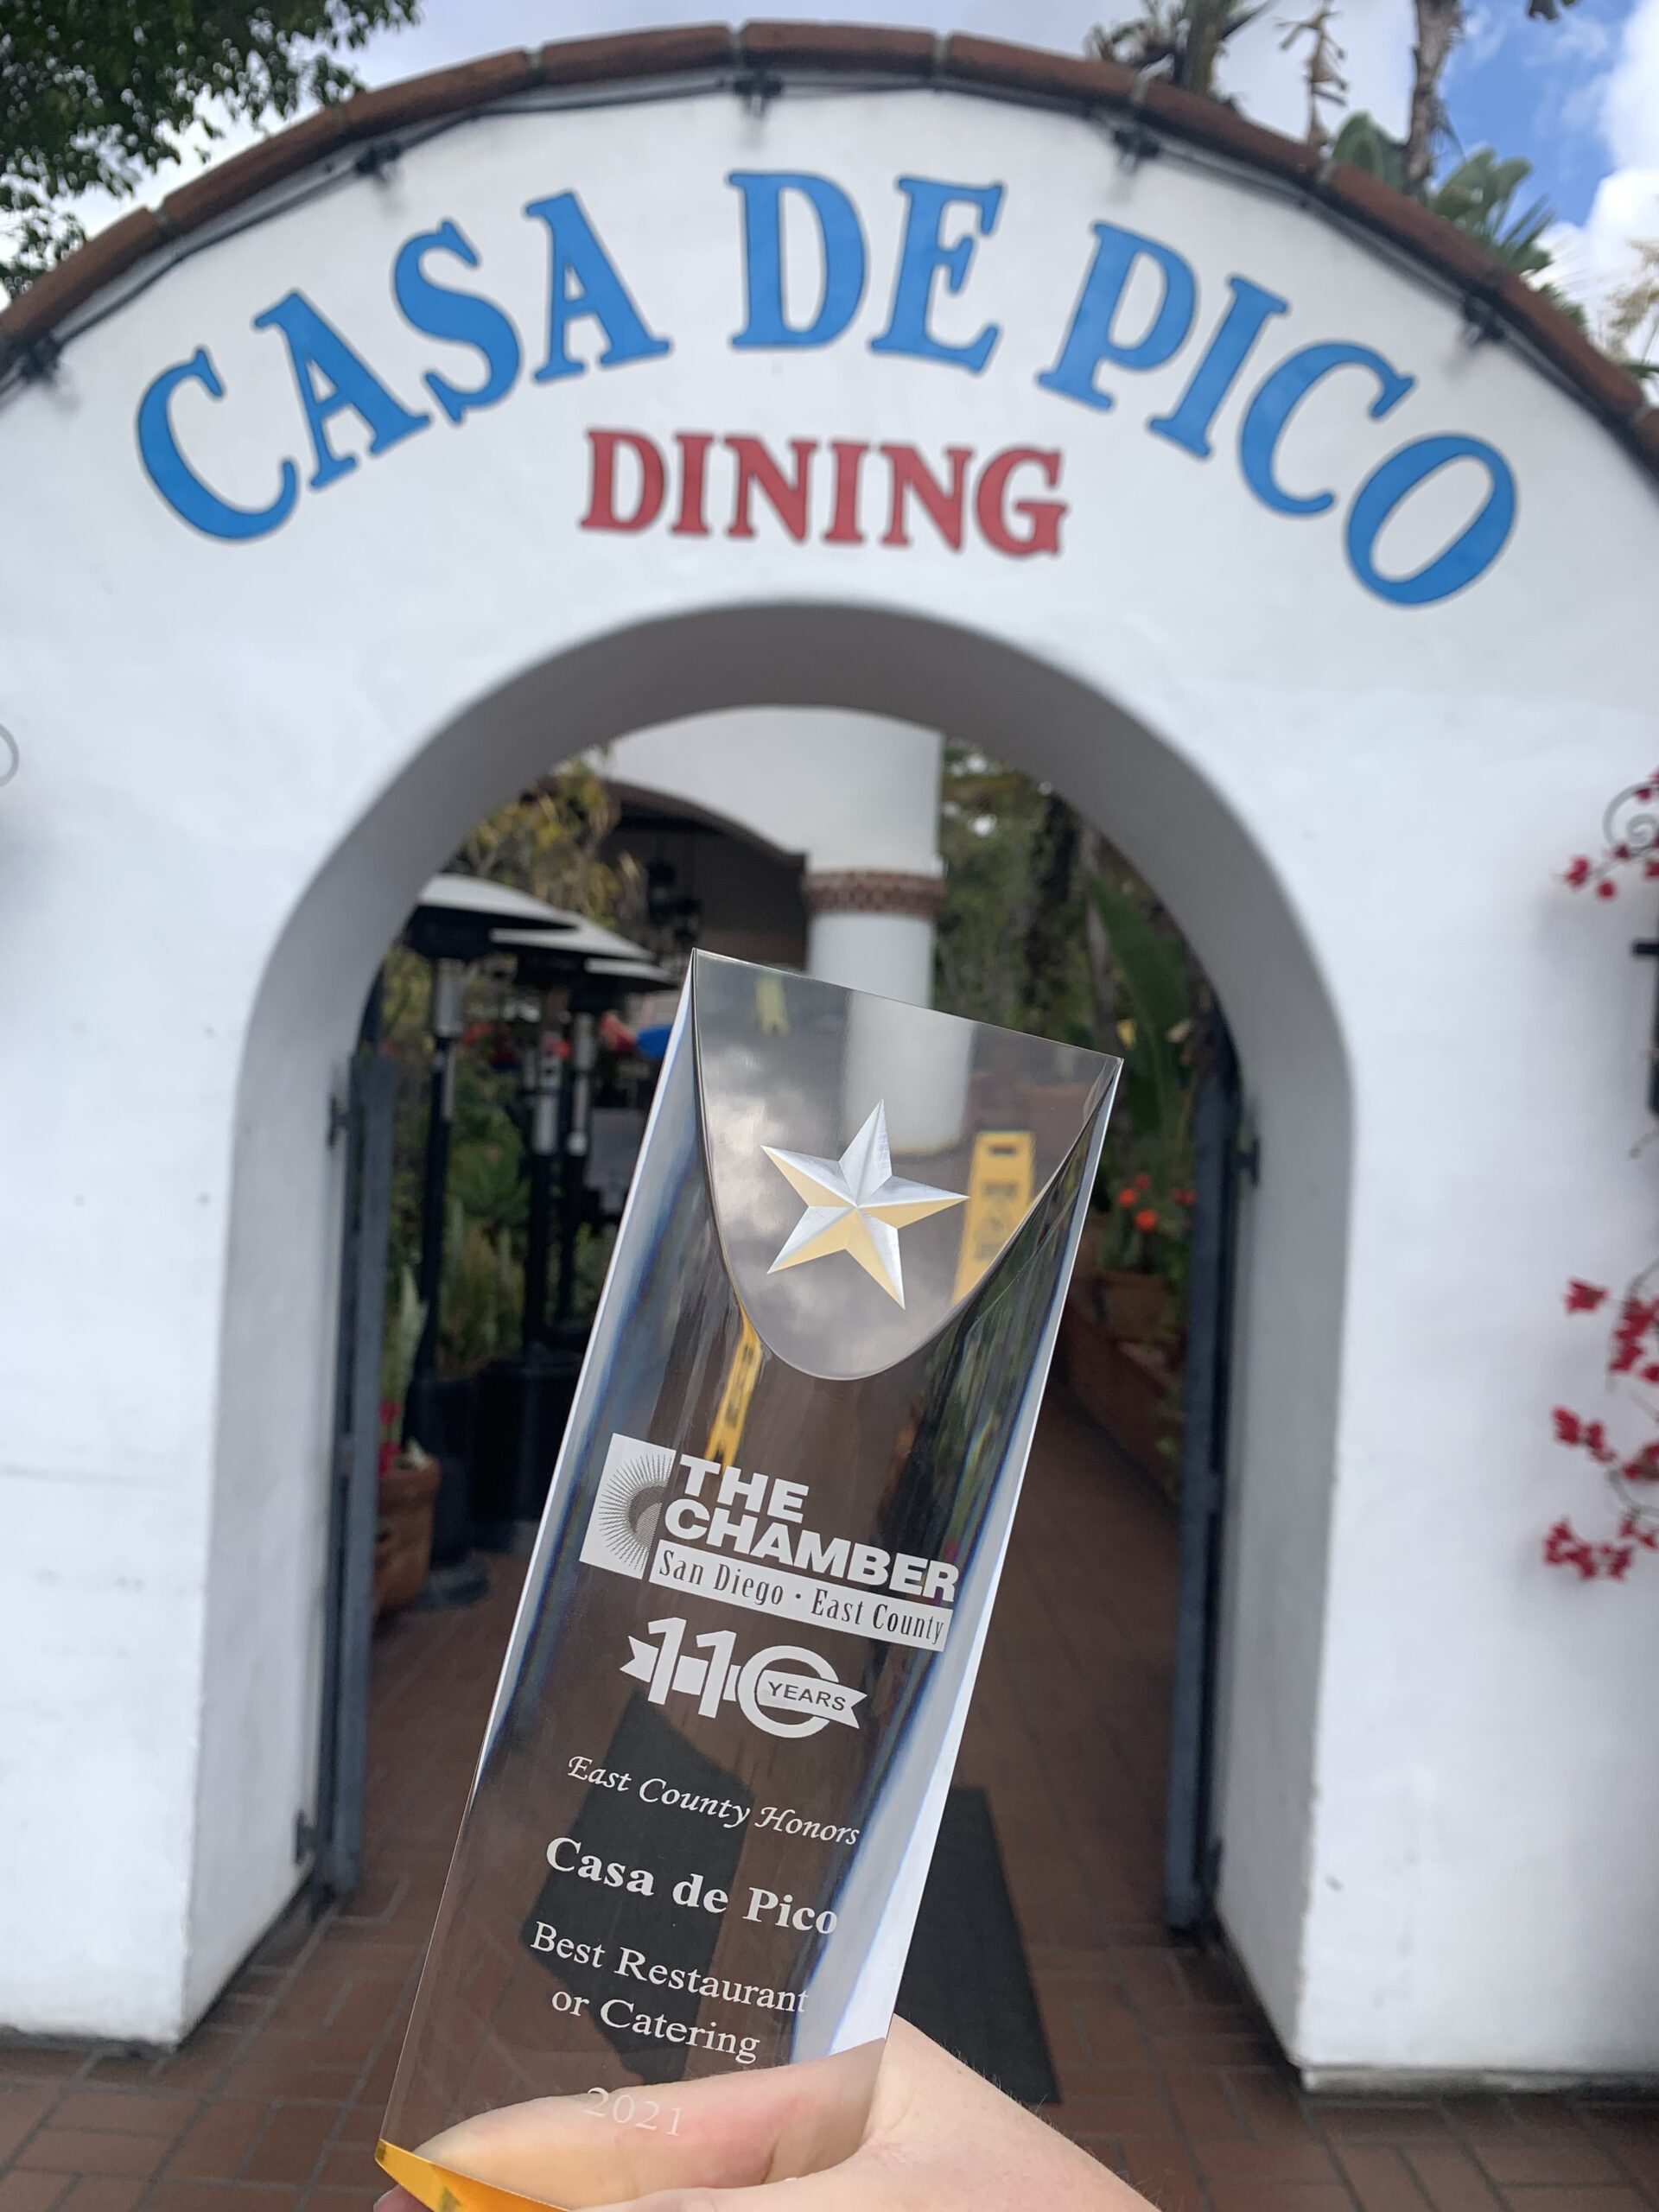 CASA DE PICO
DINING
THE
CHAMBER
San Diego · East County
110
YEARS
East County Honors
Casa de Pico
Best Restaurant
or Catering
2021